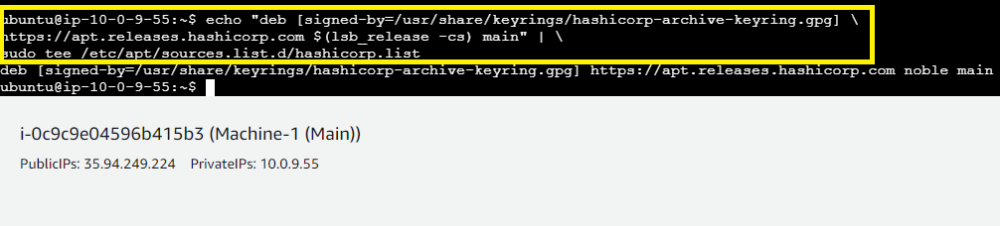 ubuntu@ip-10-0-9-55:~$ echo "deb [signed-by=/usr/share/keyrings/hashicorp-archive-keyring.gpg] \
https://apt.releases.hashicorp.com $(lsb_release -cs) main" | \
sudo tee /etc/apt/sources.list.d/hashicorp.list
deb [signed-by=/usr/share/keyrings/hashicorp-archive-keyring.gpg] https://apt.releases.hashicorp.com noble main
ubuntu@ip-10-0-9-55:~$
i-0c9c9e04596b415b3 (Machine-1 (Main))
PublicIPs: 35.94.249.224 PrivateIPs: 10.0.9.55